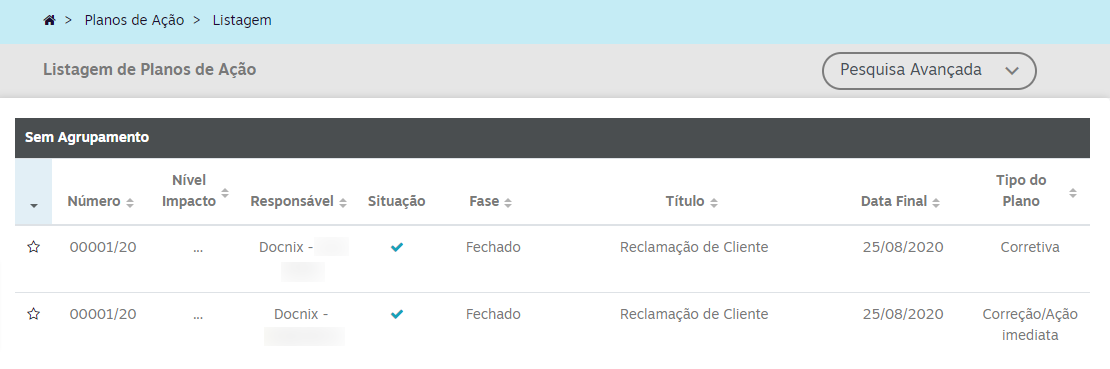 > Planos de Ação > Listagem
Listagem de Planos de Ação
Pesquisa Avançada
Sem Agrupamento
Número Nível Impacto Responsável Situação Fase Título Data Final Tipo do Plano
00001/20 ... Docnix - Fechado Reclamação de Cliente 25/08/2020 Corretiva
00001/20 ... Docnix - Fechado Reclamação de Cliente 25/08/2020 Correção/Ação
imediata